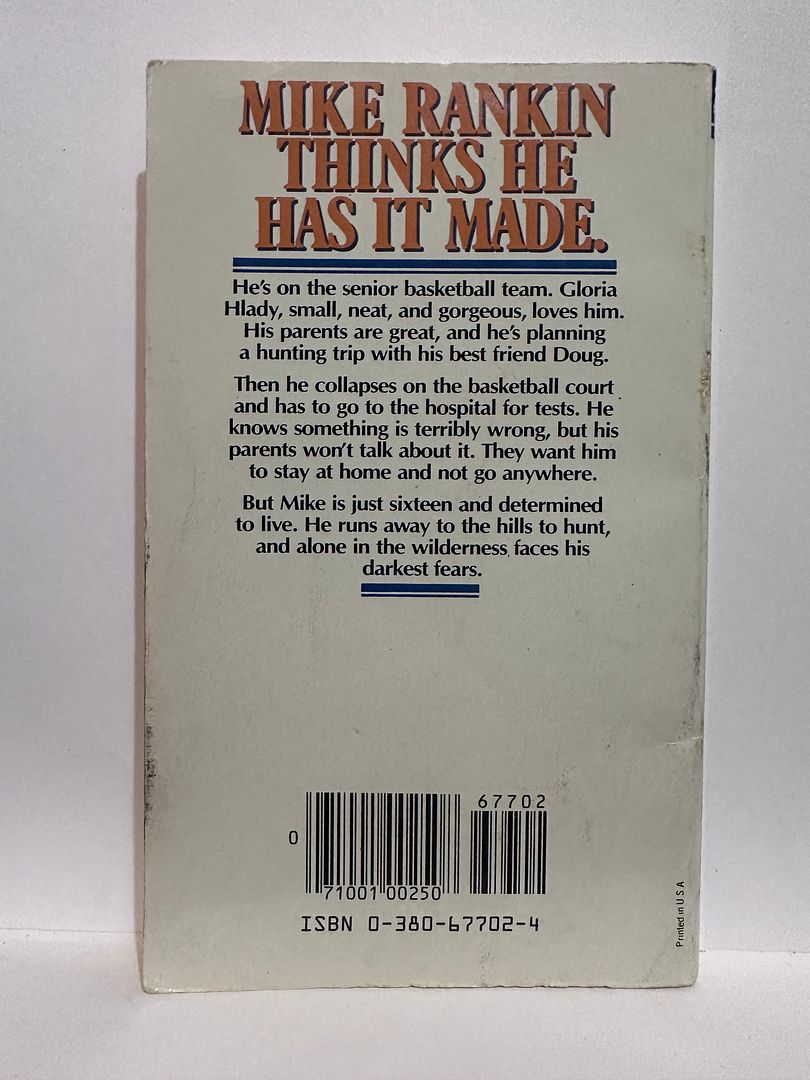 MIKE RANKIN
THINKS HE
HAS IT MADE.
He's on the senior basketball team. Gloria
Hlady, small, neat, and gorgeous, loves him.
His parents are great, and he's planning
a hunting trip with his best friend Doug.
Then he collapses on the basketball court
and has to go to the hospital for tests. He
knows something is terribly wrong, but his
parents won't talk about it. They want him
to stay at home and not go anywhere.
But Mike is just sixteen and determined
to live. He runs away to the hills to hunt,
and alone in the wilderness faces his
darkest fears.
67702
0
71001 00250
ISBN 0-380-67702-4
Printed in U S A